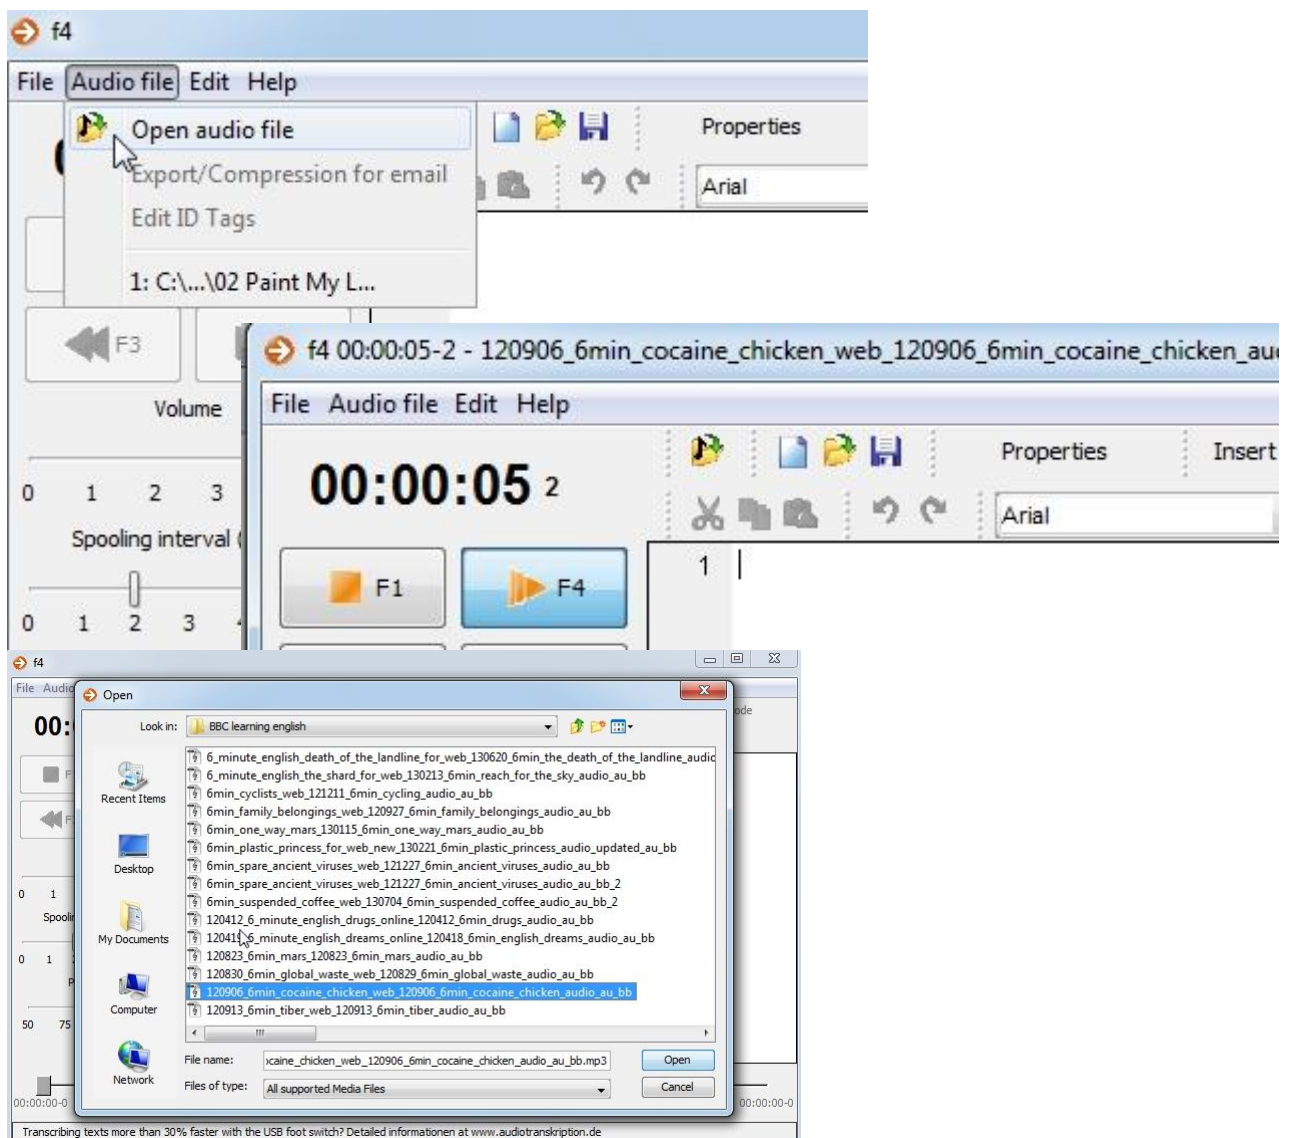 f4
File Audio file Edit Help
Open audio file
Export/Compression for email
Edit ID Tags
1: C:\...\02 Paint My L...
Properties
Arial
F3
Volume
0 1 2 3
Spooling interval (
0 1 2 3
f4 00:00:05-2 - 120906_6min_cocaine_chicken_web_120906_6min_cocaine_chicken_au
File Audio file Edit Help
00:00:05 2
Properties Insert
Arial
F1 F4
1
f4
File Audio
00:
F
F
0 1
Spoolin
0 1
P
50 75
00:00:00-0
ode
00:00:00-0
Open
Look in: BBC learning english
Recent Items
Desktop
My Documents
Computer
Network
6_minute_english_death_of_the_landline_for_web_130620_6min_the_death_of_the_landline_audio
6_minute_english_the_shard_for_web_130213_6min_reach_for_the_sky_audio_au_bb
6min_cyclists_web_121211_6min_cycling_audio_au_bb
6min_family_belongings_web_120927_6min_family_belongings_audio_au_bb
6min_one_way_mars_130115_6min_one_way_mars_audio_au_bb
6min_plastic_princess_for_web_new_130221_6min_plastic_princess_audio_updated_au_bb
6min_spare_ancient_viruses_web_121227_6min_ancient_viruses_audio_au_bb
6min_spare_ancient_viruses_web_121227_6min_ancient_viruses_audio_au_bb_2
6min_suspended_coffee_web_130704_6min_suspended_coffee_audio_au_bb_2
120412_6_minute_english_drugs_online_120412_6min_drugs_audio_au_bb
120419_6_minute_english_dreams_online_120418_6min_english_dreams_audio_au_bb
120823_6min_mars_120823_6min_mars_audio_au_bb
120830_6min_global_waste_web_120829_6min_global_waste_audio_au_bb
120906_6min_cocaine_chicken_web_120906_6min_cocaine_chicken_audio_au_bb
120913_6min_tiber_web_120913_6min_tiber_audio_au_bb
File name: caine_chicken_web_120906_6min_cocaine_chicken_audio_au_bb.mp3 Open
Files of type: All supported Media Files Cancel
Transcribing texts more than 30% faster with the USB foot switch? Detailed informationen at www.audiotranskription.de